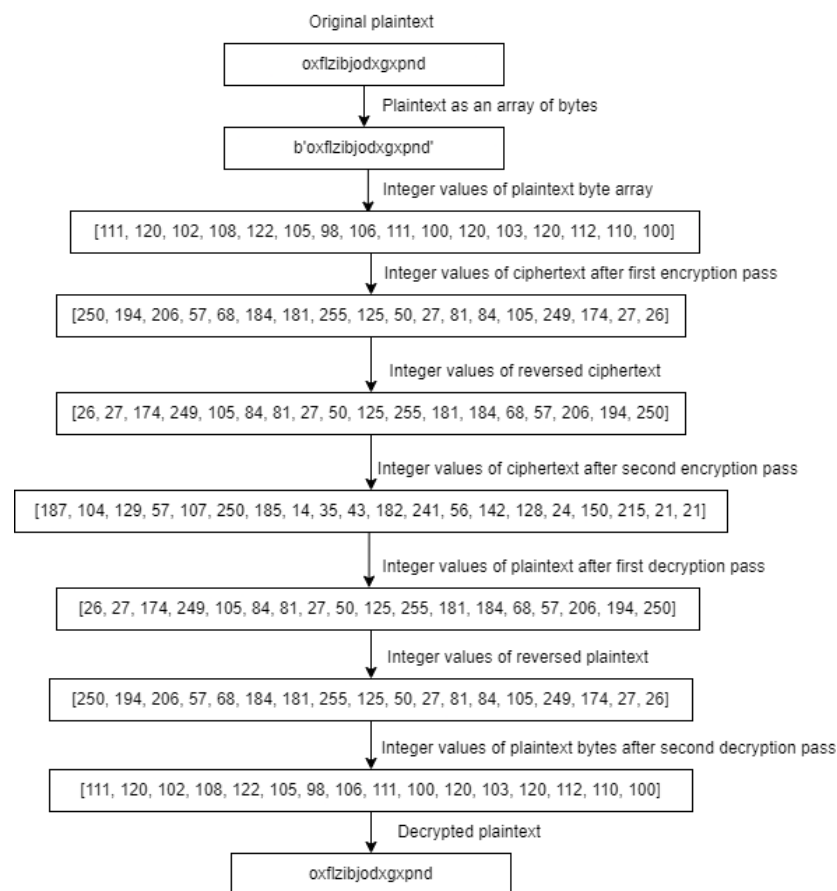 Original plaintext
oxflzibjodxgxpnd
Plaintext as an array of bytes
b'oxflzibjodxgxpnd'
Integer values of plaintext byte array
[111, 120, 102, 108, 122, 105, 98, 106, 111, 100, 120, 103, 120, 112, 110, 100]
Integer values of ciphertext after first encryption pass
[250, 194, 206, 57, 68, 184, 181, 255, 125, 50, 27, 81, 84, 105, 249, 174, 27, 26]
Integer values of reversed ciphertext
[26, 27, 174, 249, 105, 84, 81, 27, 50, 125, 255, 181, 184, 68, 57, 206, 194, 250]
Integer values of ciphertext after second encryption pass
[187, 104, 129, 57, 107, 250, 185, 14, 35, 43, 182, 241, 56, 142, 128, 24, 150, 215, 21, 21]
Integer values of plaintext after first decryption pass
[26, 27, 174, 249, 105, 84, 81, 27, 50, 125, 255, 181, 184, 68, 57, 206, 194, 250]
Integer values of reversed plaintext
[250, 194, 206, 57, 68, 184, 181, 255, 125, 50, 27, 81, 84, 105, 249, 174, 27, 26]
Integer values of plaintext bytes after second decryption pass
[111, 120, 102, 108, 122, 105, 98, 106, 111, 100, 120, 103, 120, 112, 110, 100]
Decrypted plaintext
oxflzibjodxgxpnd